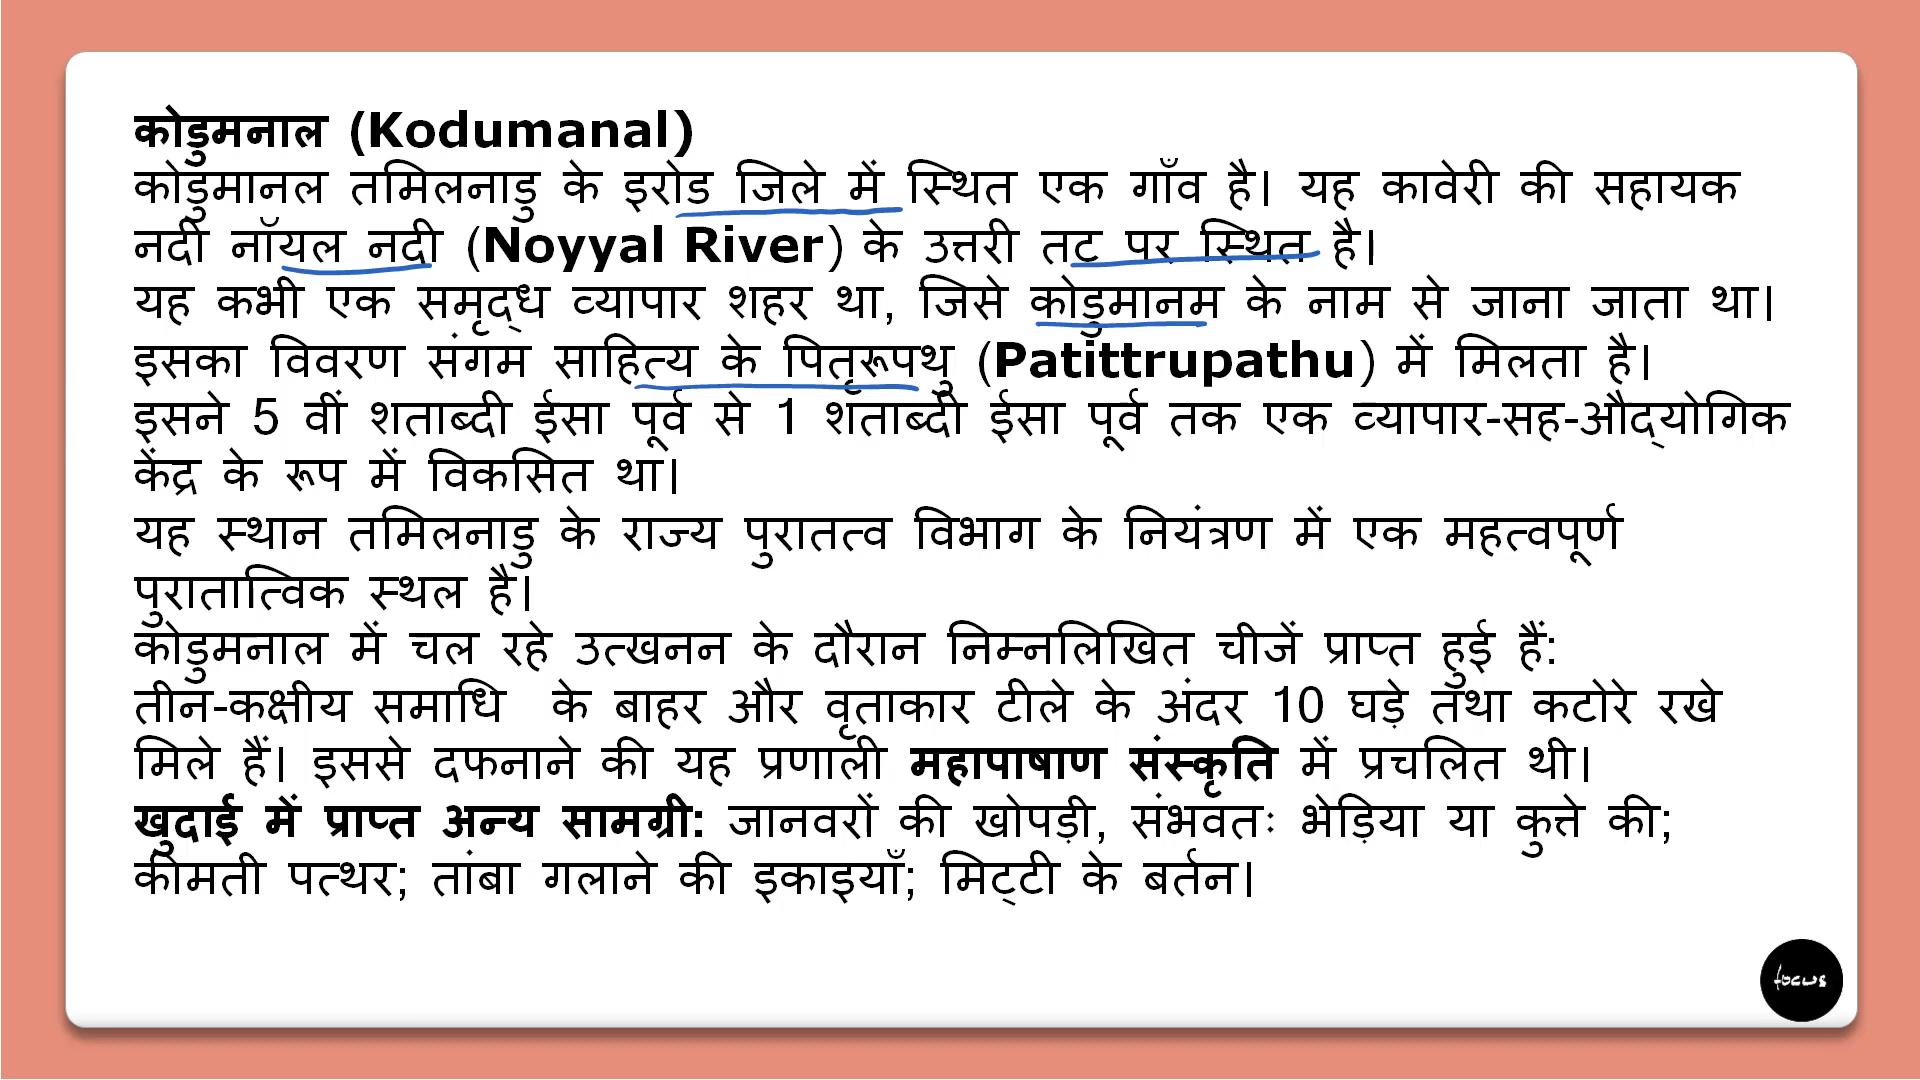 कोडुमनाल (Kodumanal)
कोडुमानल तमिलनाडु के इरोड जिले में स्थित एक गाँव है। यह कावेरी की सहायक
नदी नॉयल नदी (Noyyal River) के उत्तरी तट पर स्थित है।
यह कभी एक समृद्ध व्यापार शहर था, जिसे कोडुमानम के नाम से जाना जाता था।
इसका विवरण संगम साहित्य के पितृरूपथु (Patittrupathu) में मिलता है।
इसने 5 वीं शताब्दी ईसा पूर्व से 1 शताब्दी ईसा पूर्व तक एक व्यापार-सह-औद्योगिक
केंद्र के रूप में विकसित था।
यह स्थान तमिलनाडु के राज्य पुरातत्व विभाग के नियंत्रण में एक महत्वपूर्ण
पुरातात्विक स्थल है।
कोडुमनाल में चल रहे उत्खनन के दौरान निम्नलिखित चीजें प्राप्त हुई हैं:
तीन-कक्षीय समाधि के बाहर और वृताकार टीले के अंदर 10 घड़े तथा कटोरे रखे
मिले हैं। इससे दफनाने की यह प्रणाली महापाषाण संस्कृति में प्रचलित थी।
खुदाई में प्राप्त अन्य सामग्री: जानवरों की खोपड़ी, संभवतः भेड़िया या कुत्ते की;
कीमती पत्थर; तांबा गलाने की इकाइयाँ; मिट्टी के बर्तन।
focus